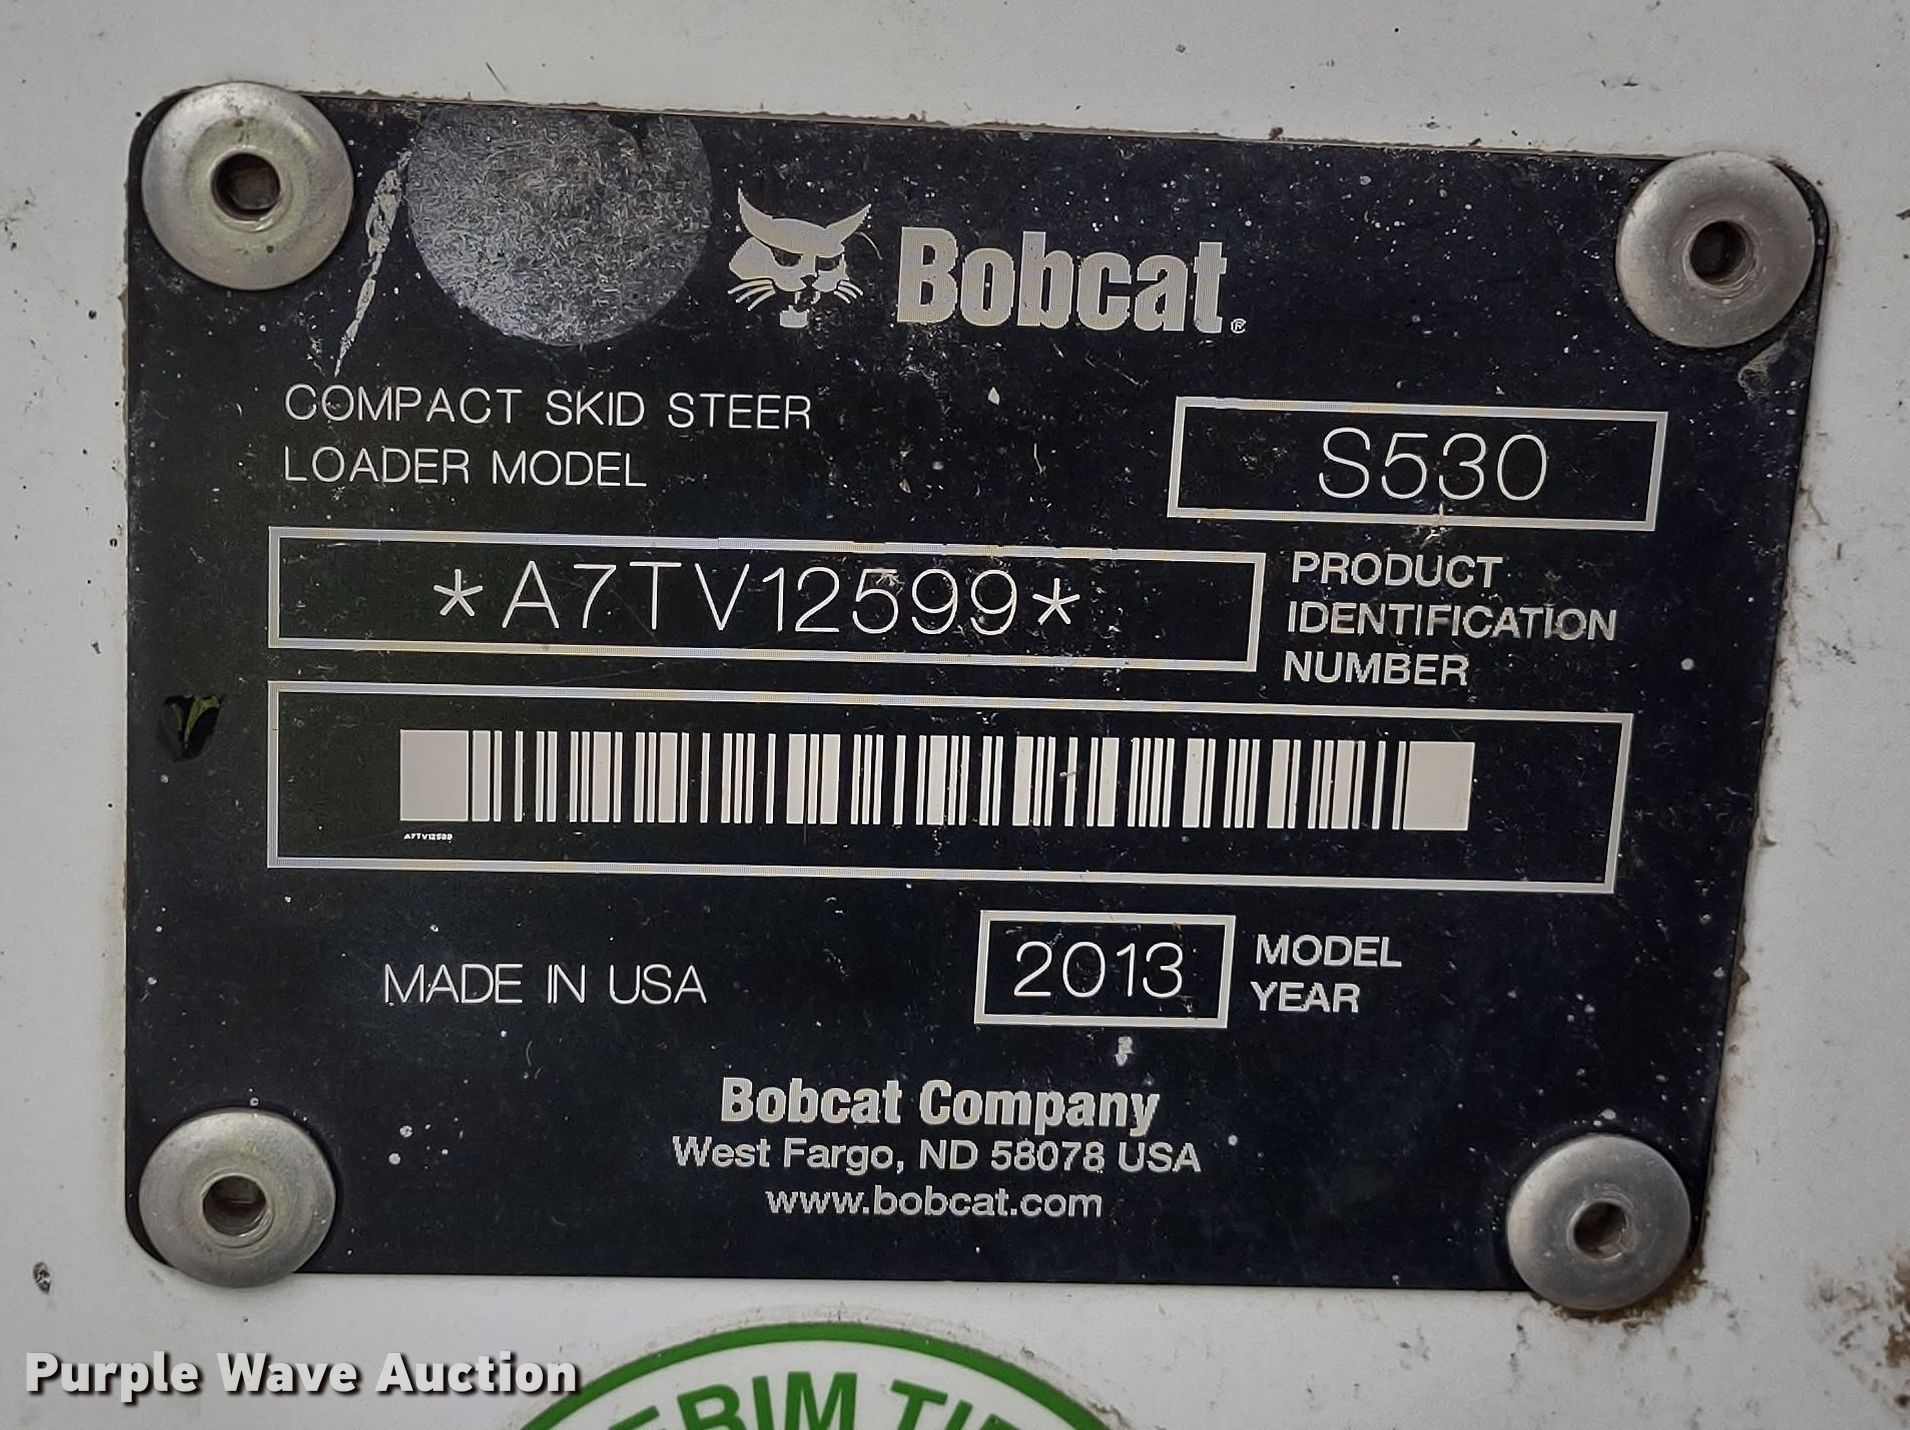 Bobcat®
COMPACT SKID STEER
LOADER MODEL
S530
*A7TV12599*
PRODUCT
IDENTIFICATION
NUMBER
A7TV12599
MADE IN USA
2013
MODEL
YEAR
Bobcat Company
West Fargo, ND 58078 USA
www.bobcat.com
Purple Wave Auction